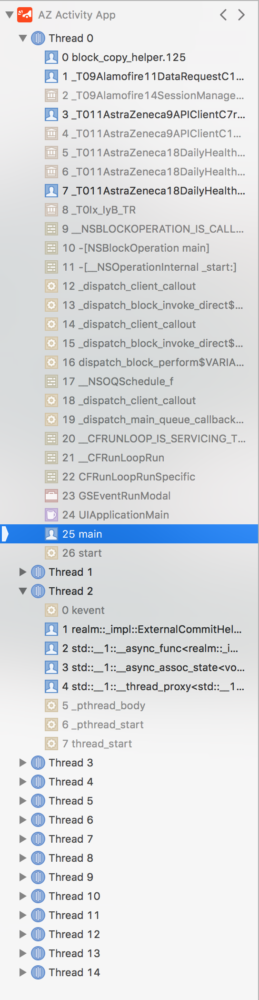 AZ Activity App
Thread 0
0 block_copy_helper.125
1 _T09Alamofire11DataRequestC1...
2 _T09Alamofire14SessionManage...
3 _T011AstraZeneca9APIClientC7r...
4 _T011AstraZeneca9APIClientC1...
5 _T011AstraZeneca18DailyHealth...
6 _T011AstraZeneca18DailyHealth...
7 _T011AstraZeneca18DailyHealth...
8 _T0Ix_IyB_TR
9 __NSBLOCKOPERATION_IS_CALL...
10 -[NSBlockOperation main]
11 -[__NSOperationInternal _start:]
12 _dispatch_client_callout
13 _dispatch_block_invoke_direct$...
14 _dispatch_client_callout
15 _dispatch_block_invoke_direct$...
16 dispatch_block_perform$VARIA...
17 __NSOQSchedule_f
18 _dispatch_client_callout
19 _dispatch_main_queue_callback...
20 __CFRUNLOOP_IS_SERVICING_T...
21 __CFRunLoopRun
22 CFRunLoopRunSpecific
23 GSEventRunModal
24 UIApplicationMain
25 main
26 start
Thread 1
Thread 2
0 kevent
1 realm::_impl::ExternalCommitHel...
2 std::__1::__async_func<realm::_i...
3 std::__1::__async_assoc_state<vo...
4 std::__1::__thread_proxy<std::__1...
5 _pthread_body
6 _pthread_start
7 thread_start
Thread 3
Thread 4
Thread 5
Thread 6
Thread 7
Thread 8
Thread 9
Thread 10
Thread 11
Thread 12
Thread 13
Thread 14